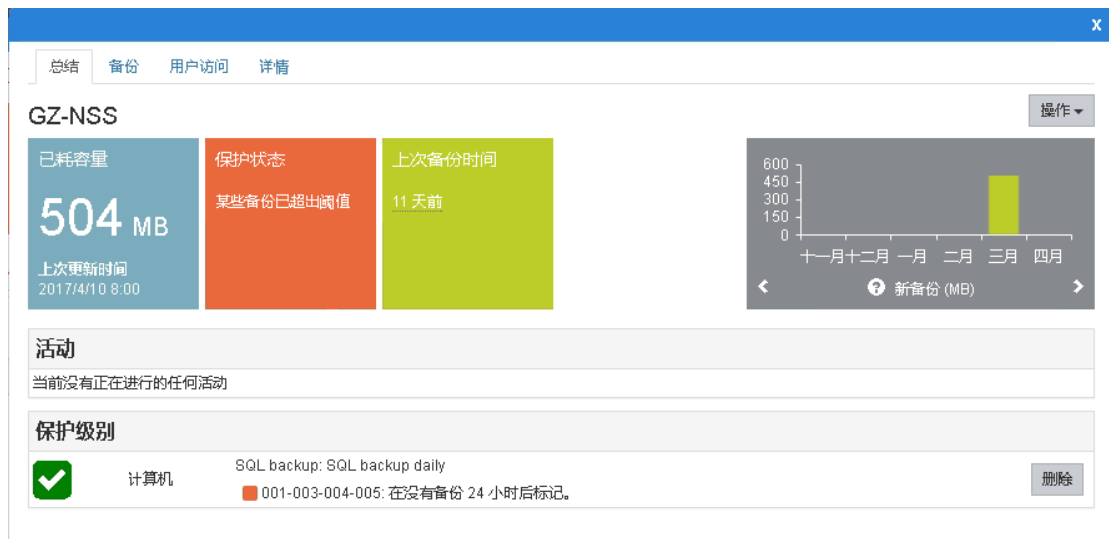 x
总结 备份 用户访问 详情
GZ-NSS
操作
已耗容量
504 MB
上次更新时间
2017/4/10 8:00
保护状态
某些备份已超出阈值
上次备份时间
11 天前
600
450
300
150
0
十一月 十二月 一月 二月 三月 四月
? 新备份 (MB)
活动
当前没有正在进行的任何活动
保护级别
计算机
SQL backup: SQL backup daily
001-003-004-005: 在没有备份 24 小时后标记。
删除